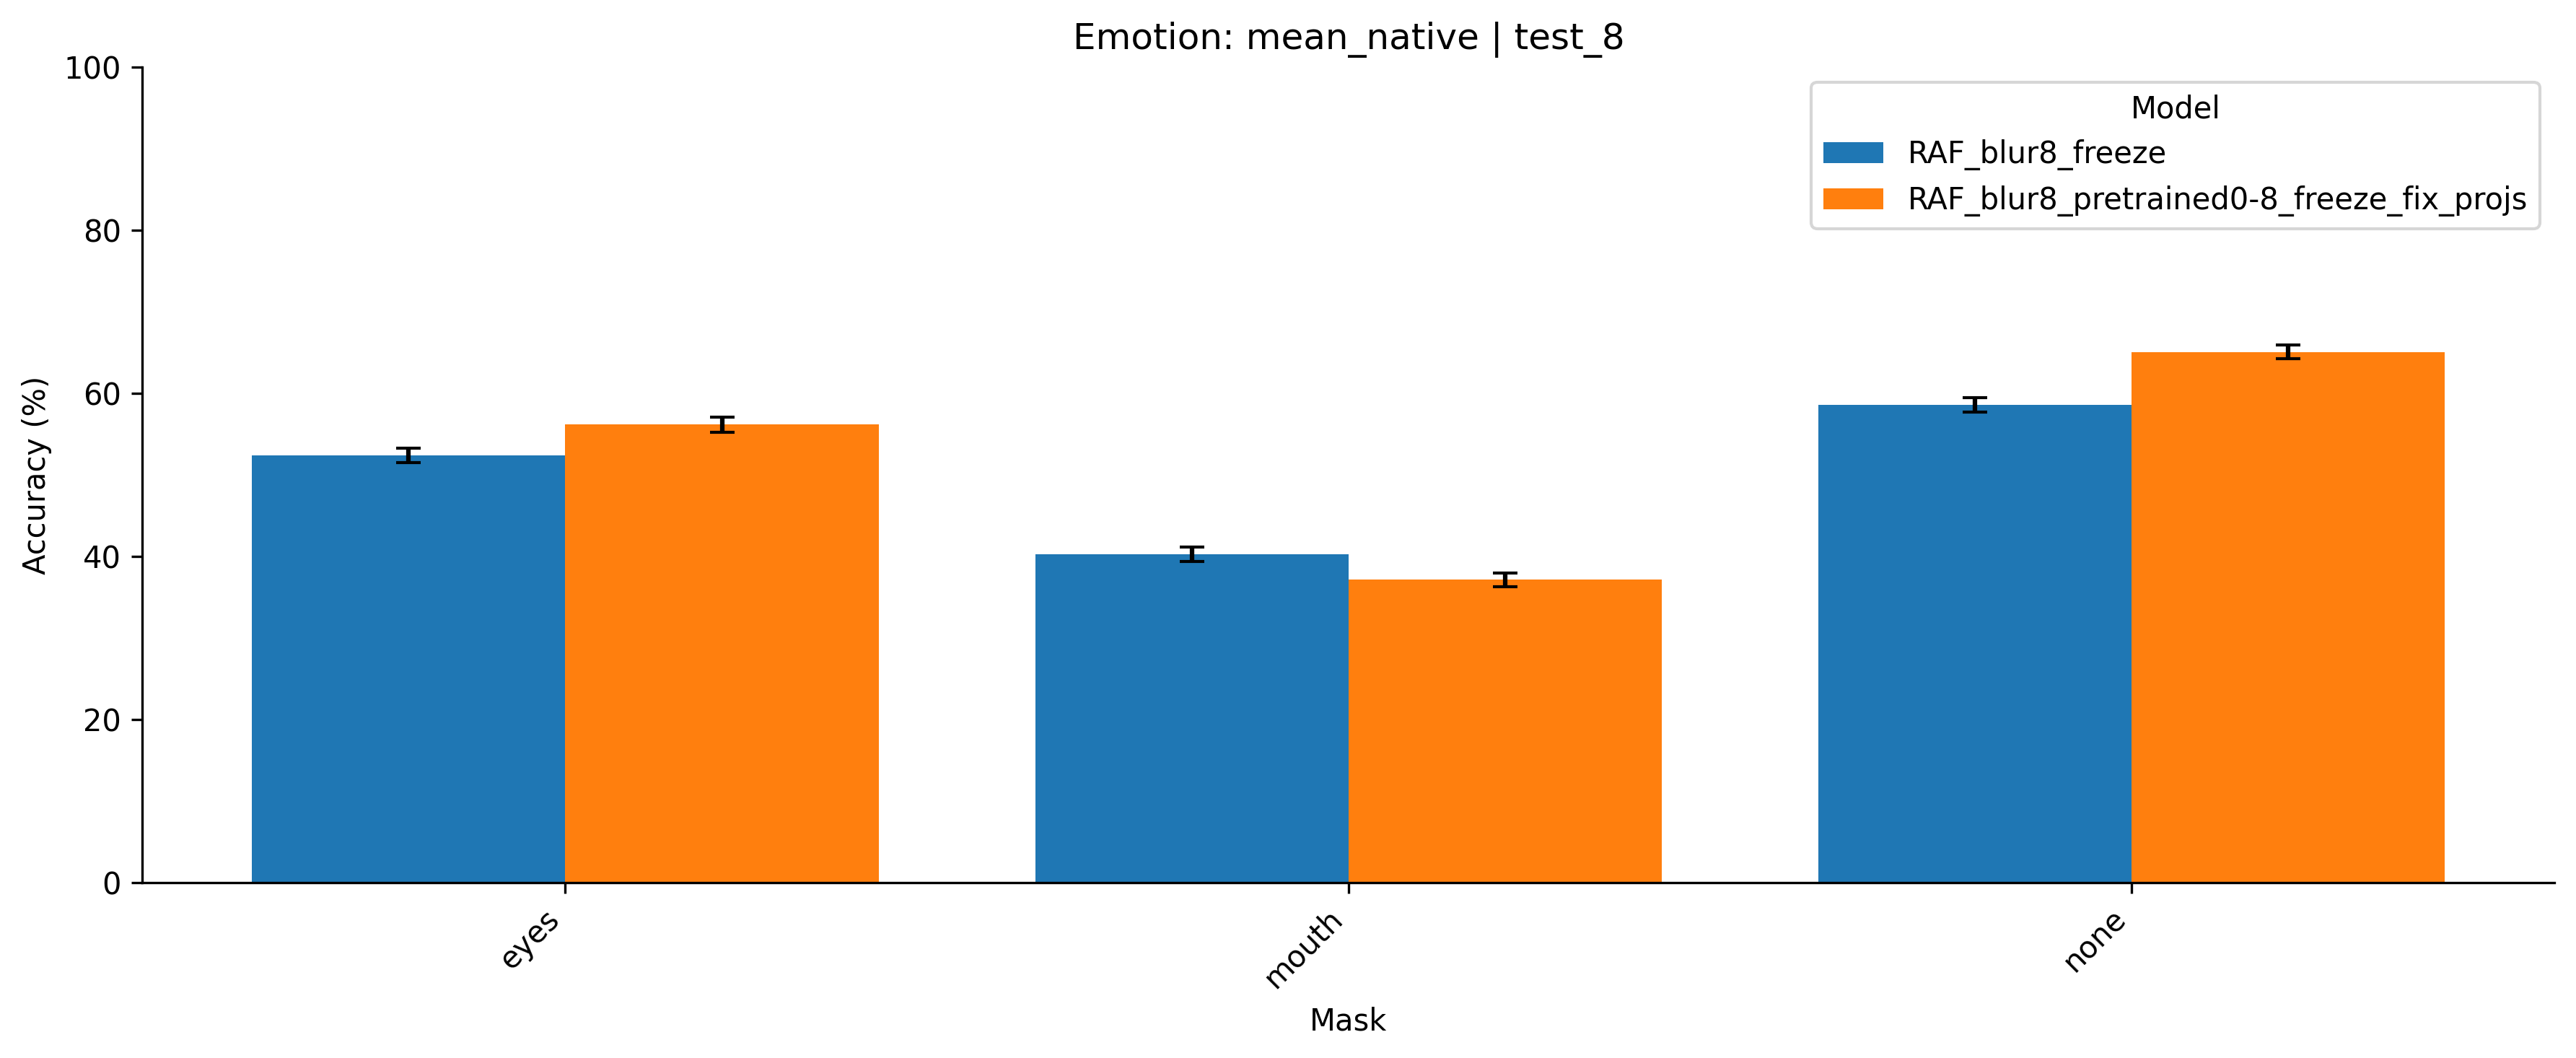 Emotion: mean_native | test_8
100
80
60
40
20
0
Accuracy (%)
Model
RAF_blur8_freeze
RAF_blur8_pretrained0-8_freeze_fix_projs
eyes
mouth
none
Mask